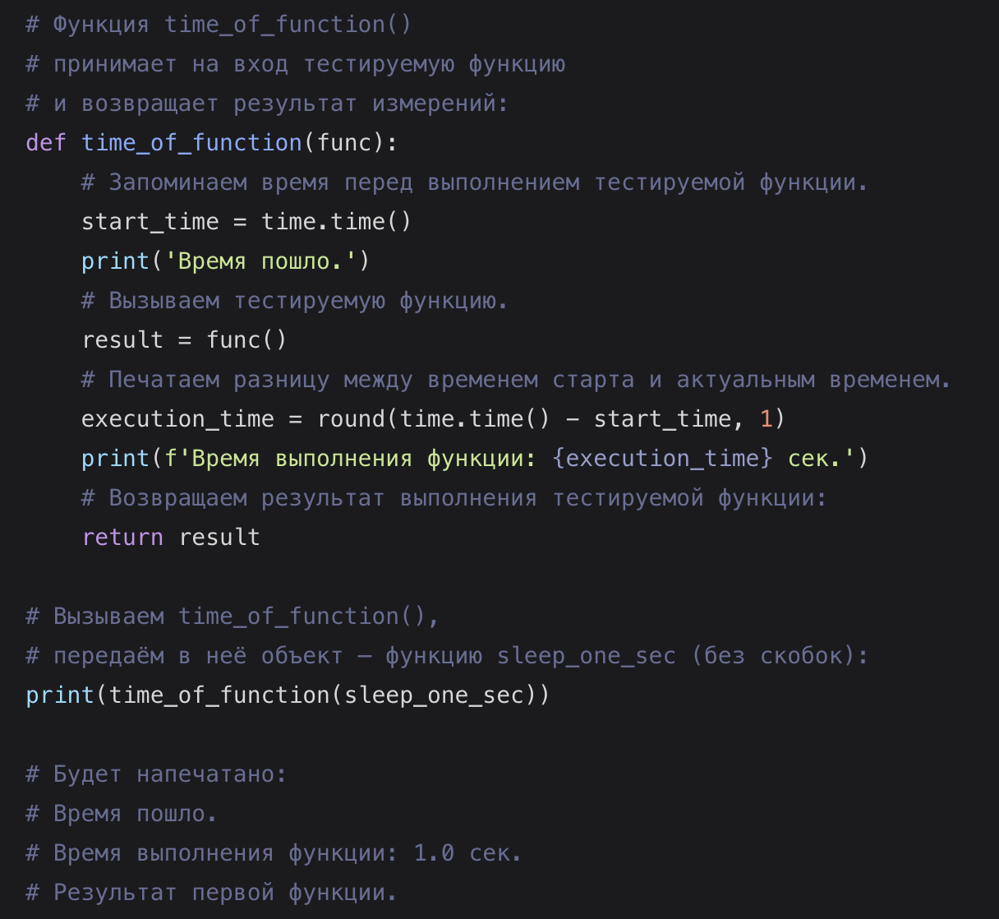 # Функция time_of_function()
# принимает на вход тестируемую функцию
# и возвращает результат измерений:
def time_of_function(func):
    # Запоминаем время перед выполнением тестируемой функции.
    start_time = time.time()
    print('Время пошло.')
    # Вызываем тестируемую функцию.
    result = func()
    # Печатаем разницу между временем старта и актуальным временем.
    execution_time = round(time.time() - start_time, 1)
    print(f'Время выполнения функции: {execution_time} сек.')
    # Возвращаем результат выполнения тестируемой функции:
    return result

# Вызываем time_of_function(),
# передаём в неё объект — функцию sleep_one_sec (без скобок):
print(time_of_function(sleep_one_sec))

# Будет напечатано:
# Время пошло.
# Время выполнения функции: 1.0 сек.
# Результат первой функции.